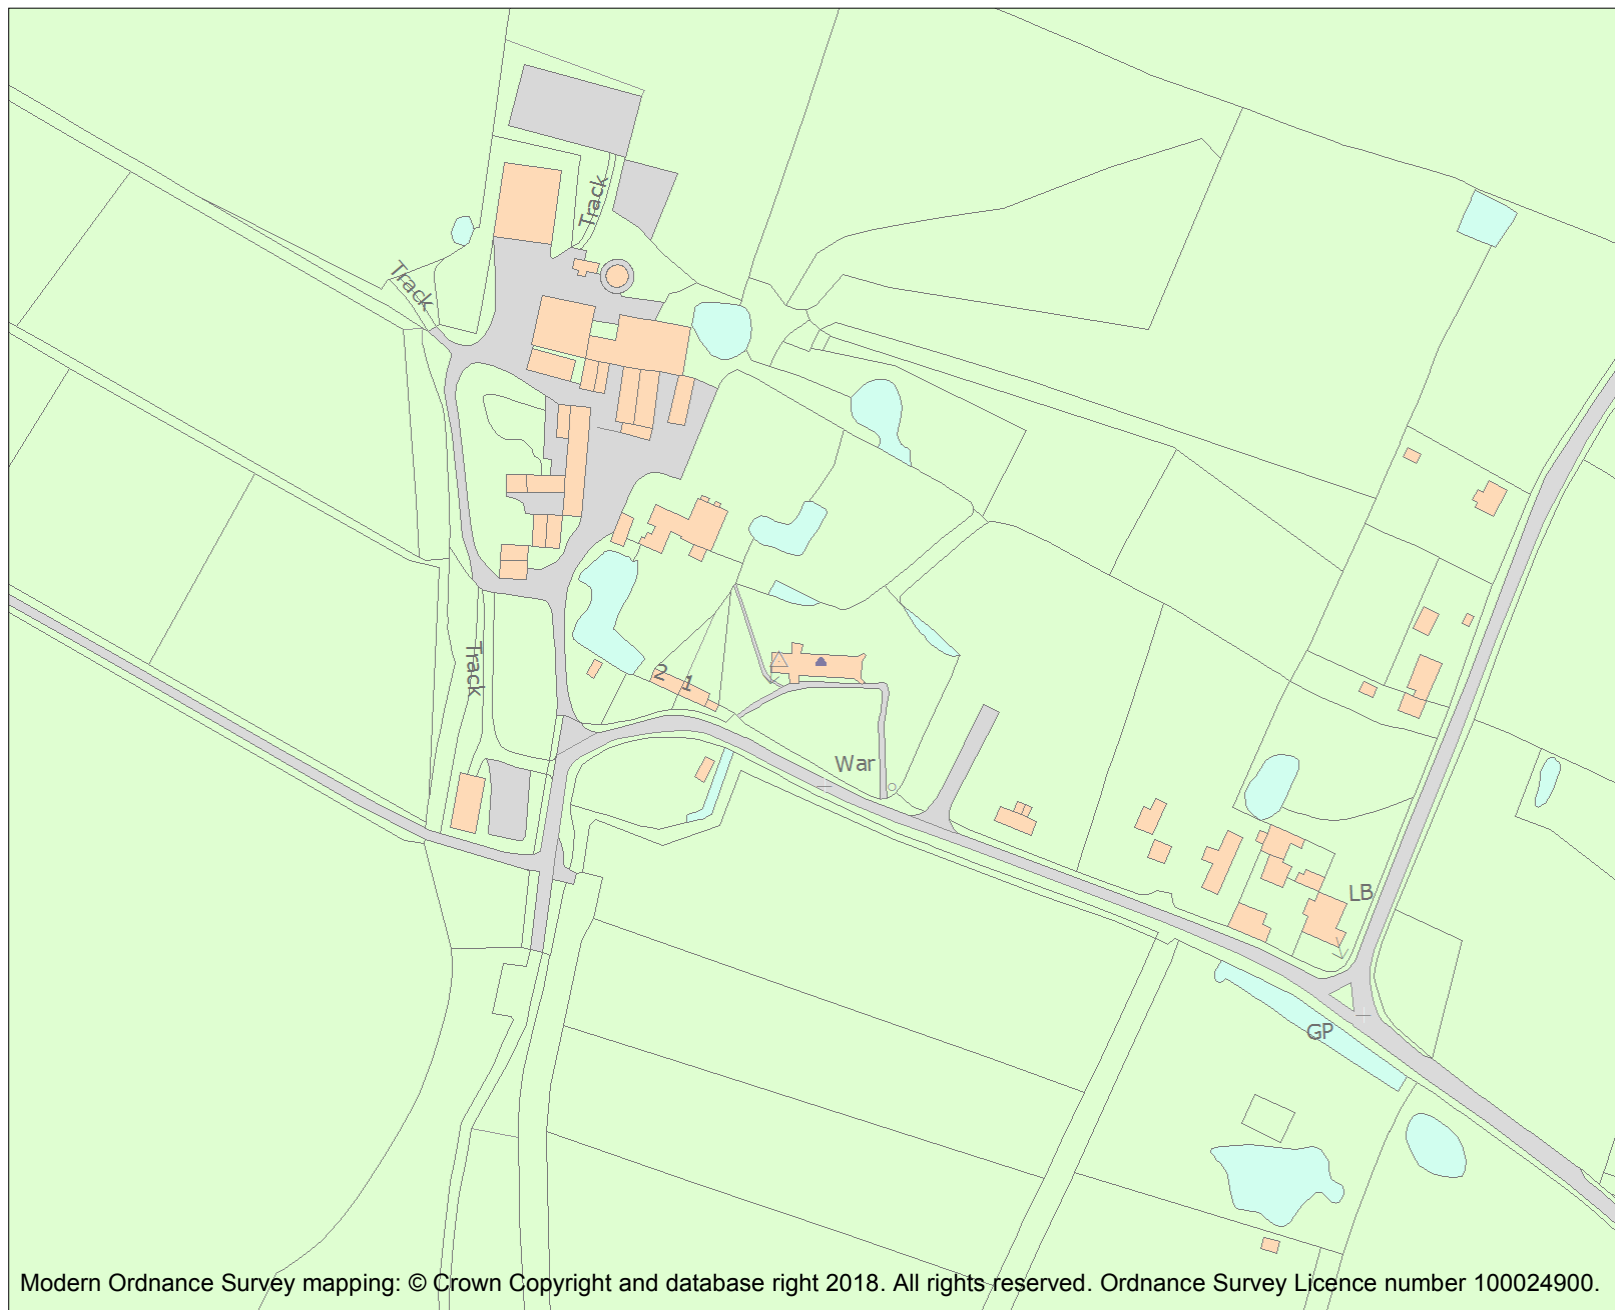 Track
Track
Track
2
1
War
LB
GP
Modern Ordnance Survey mapping: © Crown Copyright and database right 2018. All rights reserved. Ordnance Survey Licence number 100024900.